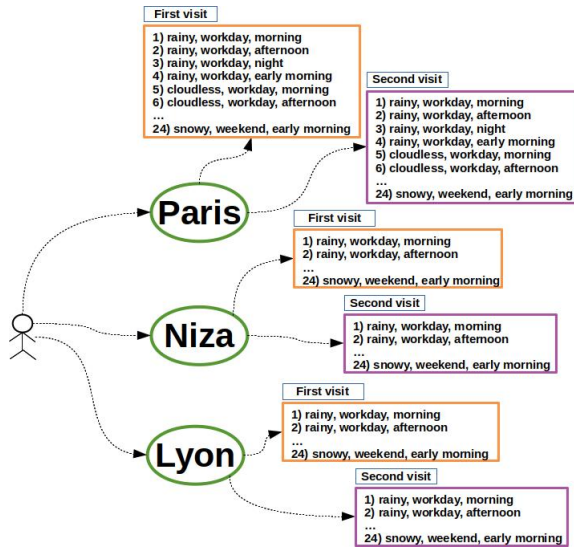 First visit
1) rainy, workday, morning
2) rainy, workday, afternoon
3) rainy, workday, night
4) rainy, workday, early morning
5) cloudless, workday, morning
6) cloudless, workday, afternoon
...
24) snowy, weekend, early morning
Second visit
1) rainy, workday, morning
2) rainy, workday, afternoon
3) rainy, workday, night
4) rainy, workday, early morning
5) cloudless, workday, morning
6) cloudless, workday, afternoon
...
24) snowy, weekend, early morning
Paris
First visit
1) rainy, workday, morning
2) rainy, workday, afternoon
...
24) snowy, weekend, early morning
Niza
Second visit
1) rainy, workday, morning
2) rainy, workday, afternoon
...
24) snowy, weekend, early morning
First visit
1) rainy, workday, morning
2) rainy, workday, afternoon
...
24) snowy, weekend, early morning
Lyon
Second visit
1) rainy, workday, morning
2) rainy, workday, afternoon
...
24) snowy, weekend, early morning